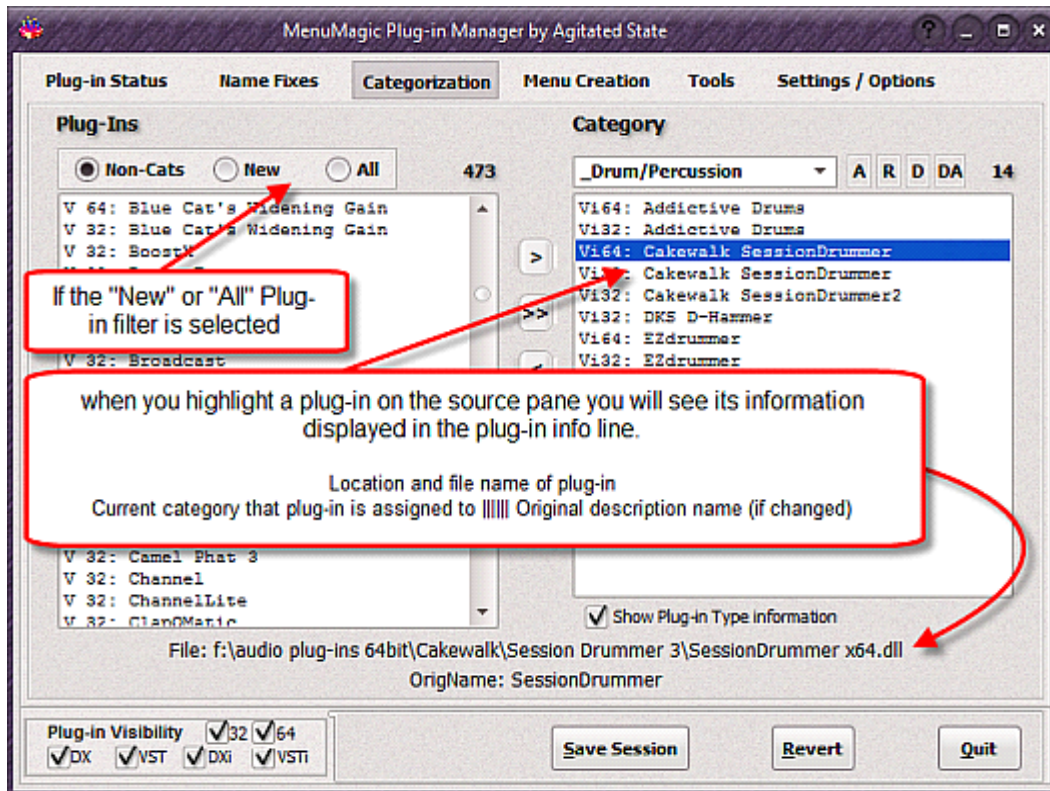 MenuMagic Plug-in Manager by Agitated State
?
Plug-in Status Name Fixes Categorization Menu Creation Tools Settings / Options
Plug-Ins Category
Non-Cats New All 473 _Drum/Percussion A R D DA 14
V 64: Blue Cat's Widening Gain
V 32: Blue Cat's Widening Gain
V 32: BoostX
If the "New" or "All" Plug-
in filter is selected
V 32: Broadcast
>
>>
<
Vi64: Addictive Drums
Vi32: Addictive Drums
Vi64: Cakewalk SessionDrummer
Cakewalk SessionDrummer
Vi32: Cakewalk SessionDrummer2
Vi32: DKS D-Hammer
Vi64: EZdrummer
Vi32: EZdrummer
when you highlight a plug-in on the source pane you will see its information
displayed in the plug-in info line.
Location and file name of plug-in
Current category that plug-in is assigned to |||||| Original description name (if changed)
V 32: Camel Phat 3
V 32: Channel
V 32: ChannelLite
V 32: ClapOMatic
Show Plug-in Type information
File: f:\audio plug-ins 64bit\Cakewalk\Session Drummer 3\SessionDrummer x64.dll
OrigName: SessionDrummer
Plug-in Visibility 32 64
DX VST DXi VSTi
Save Session Revert Quit